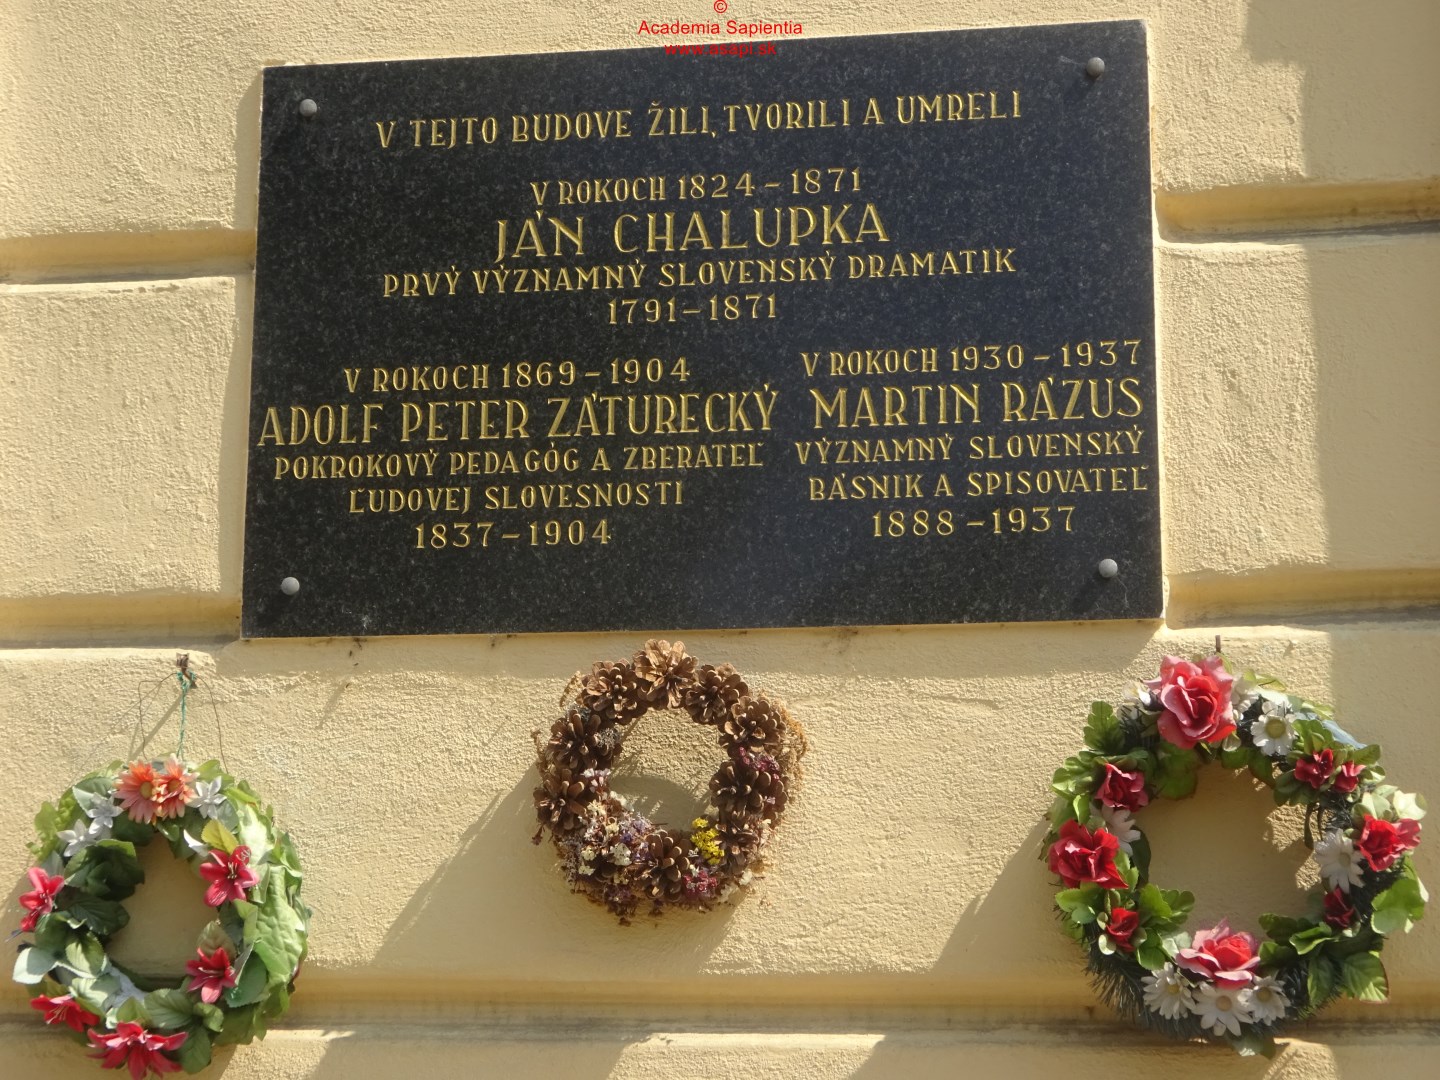 ©
Academia Sapientia
www.asapi.sk
V TEJTO BUDOVE ŽILI, TVORILI A UMRELI
V ROKOCH 1824 – 1871
JÁN CHALUPKA
PRVÝ VÝZNAMNÝ SLOVENSKÝ DRAMATIK
1791 – 1871
V ROKOCH 1869 – 1904
ADOLF PETER ZÁTURECKÝ
POKROKOVÝ PEDAGÓG A ZBERATEĽ
ĽUDOVEJ SLOVESNOSTI
1837 – 1904
V ROKOCH 1930 – 1937
MARTIN RÁZUS
VÝZNAMNÝ SLOVENSKÝ
BÁSNIK A SPISOVATEĽ
1888 – 1937